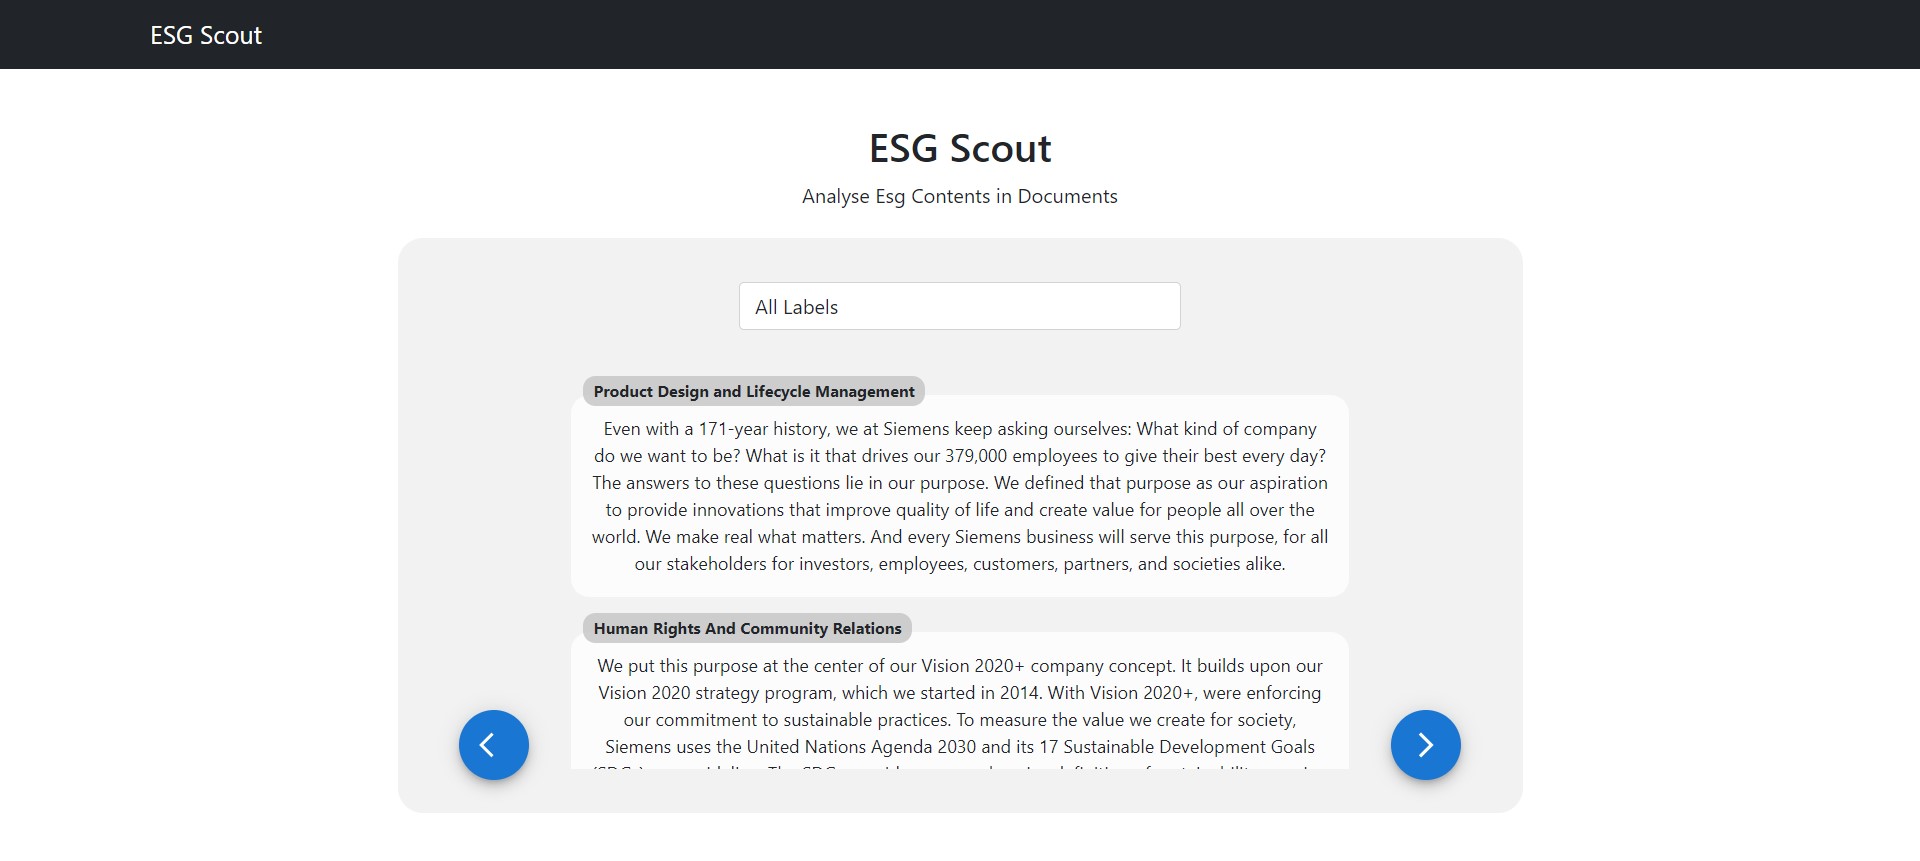 ESG Scout
ESG Scout
Analyse Esg Contents in Documents
All Labels
Product Design and Lifecycle Management
Even with a 171-year history, we at Siemens keep asking ourselves: What kind of company
do we want to be? What is it that drives our 379,000 employees to give their best every day?
The answers to these questions lie in our purpose. We defined that purpose as our aspiration
to provide innovations that improve quality of life and create value for people all over the
world. We make real what matters. And every Siemens business will serve this purpose, for all
our stakeholders for investors, employees, customers, partners, and societies alike.
Human Rights And Community Relations
We put this purpose at the center of our Vision 2020+ company concept. It builds upon our
Vision 2020 strategy program, which we started in 2014. With Vision 2020+, were enforcing
our commitment to sustainable practices. To measure the value we create for society,
Siemens uses the United Nations Agenda 2030 and its 17 Sustainable Development Goals